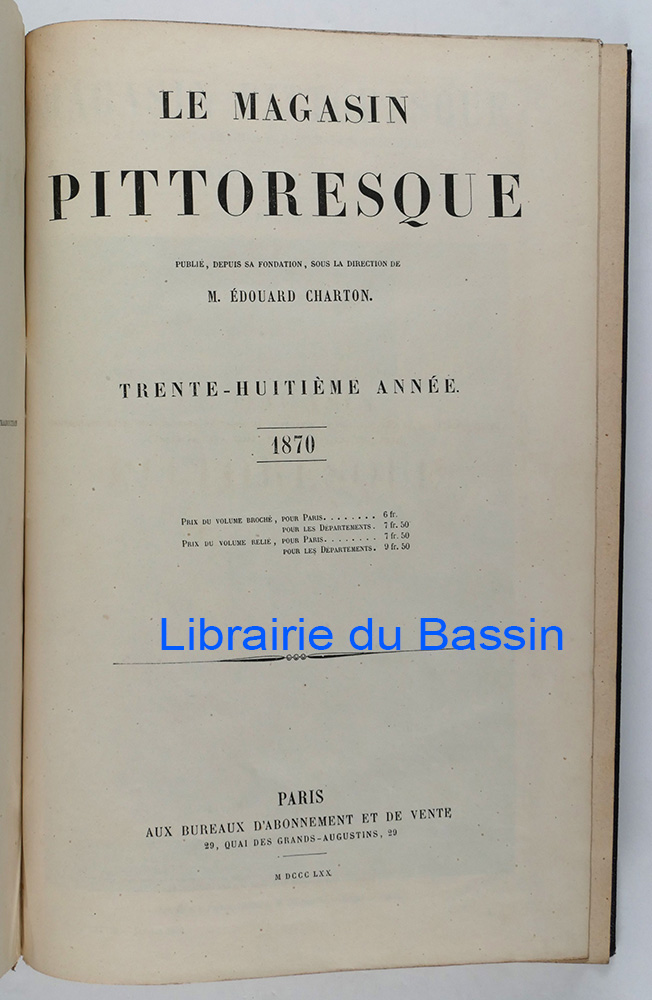 LE MAGASIN
PITTORESQUE
PUBLIÉ, DEPUIS SA FONDATION, SOUS LA DIRECTION DE
M. ÉDOUARD CHARTON.
TRENTE-HUITIÈME ANNÉE.
1870
PRIX DU VOLUME BROCHÉ, POUR PARIS........ 6 fr.
POUR LES DÉPARTEMENTS. 7 fr. 50
PRIX DU VOLUME RELIÉ, POUR PARIS........ 7 fr. 50
POUR LES DÉPARTEMENTS. 9 fr. 50
Librairie du Bassin
PARIS
AUX BUREAUX D'ABONNEMENT ET DE VENTE
29, QUAI DES GRANDS-AUGUSTINS, 29
M DCCC LXX